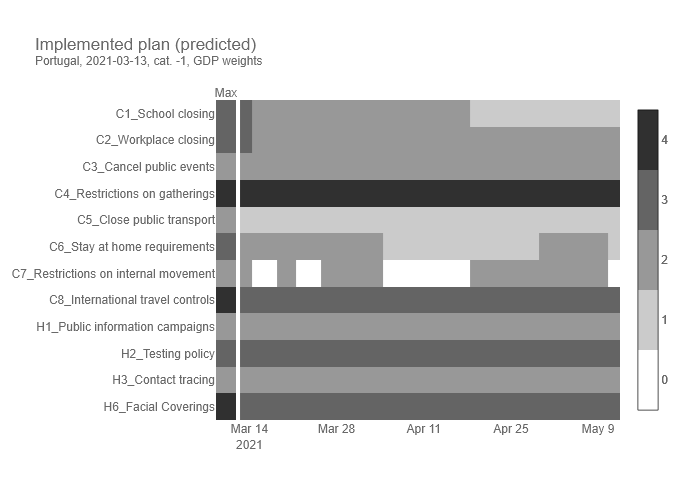 Implemented plan (predicted)
Portugal, 2021-03-13, cat. -1, GDP weights
Max
C1_School closing
C2_Workplace closing
C3_Cancel public events
C4_Restrictions on gatherings
C5_Close public transport
C6_Stay at home requirements
C7_Restrictions on internal movement
C8_International travel controls
H1_Public information campaigns
H2_Testing policy
H3_Contact tracing
H6_Facial Coverings
Mar 14
2021
Mar 28
Apr 11
Apr 25
May 9
4
3
2
1
0